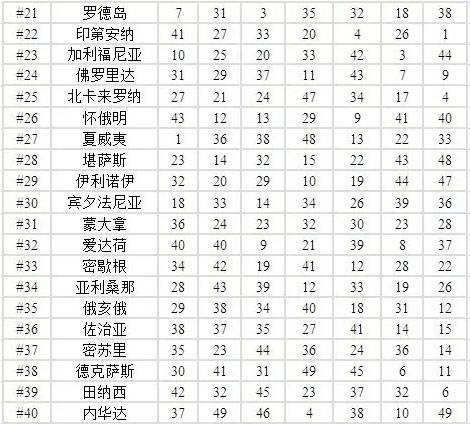 #21 罗德岛 7 31 3 35 32 18 38
#22 印第安纳 41 27 33 20 4 26 1
#23 加利福尼亚 10 25 20 33 42 3 44
#24 佛罗里达 31 29 37 11 43 7 9
#25 北卡来罗纳 27 21 24 47 34 17 4
#26 怀俄明 43 12 13 29 9 41 40
#27 夏威夷 1 36 38 48 13 22 33
#28 堪萨斯 23 14 32 15 22 43 48
#29 伊利诺伊 32 20 29 10 19 44 47
#30 宾夕法尼亚 18 33 14 34 26 39 36
#31 蒙大拿 36 24 23 32 30 23 28
#32 爱达荷 40 40 9 21 39 8 37
#33 密歇根 34 42 19 41 12 28 22
#34 亚利桑那 28 43 39 12 33 19 26
#35 俄亥俄 29 38 34 40 18 31 12
#36 佐治亚 38 37 35 27 41 14 15
#37 密苏里 35 23 44 36 24 36 14
#38 德克萨斯 30 41 31 49 45 6 11
#39 田纳西 42 32 45 23 37 32 6
#40 内华达 37 49 46 4 38 10 49